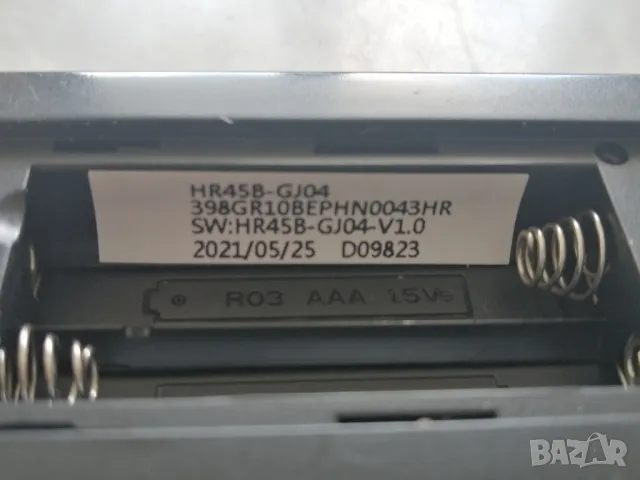 HR45B-GJ04
398GR10BEPHN0043HR
SW:HR45B-GJ04-V1.0
2021/05/25 D09823
R03 AAA 1.5V
BAZAR